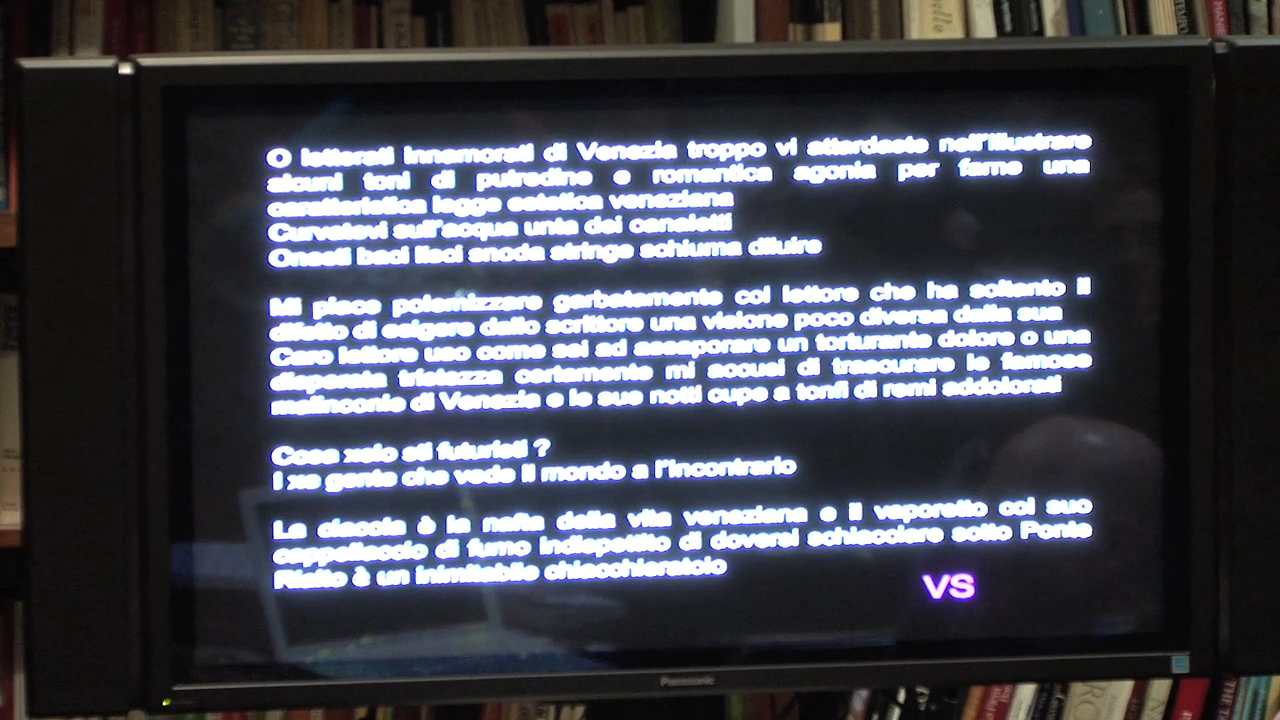 O letterati innamorati di Venezia troppo vi attardaste nell'illustrare
alcuni toni di putredine e romantica agonia per farne una
caratteristica legge estetica veneziana
Curvatevi sull'acqua unta dei canaletti
Onesti baci lisci snoda stringe schiuma diluire
Mi piace polemizzare garbatamente col lettore che ha soltanto il
difetto di esigere dallo scrittore una visione poco diversa dalla sua
Caro lettore uso come sei ad assaporare un torturante dolore o una
disperata tristezza certamente mi accusi di trascurare le famose
malinconie di Venezia e le sue notti cupe a tonfi di remi addolorati
Cosa xelo sti futuristi ?
I xe gente che vede il mondo a l'incontrario
La ciacola è la nafta della vita veneziana e il vaporetto col suo
cappellaccio di fumo indispettito di doversi schiacciare sotto Ponte
Rialto è un inimitabile chiacchieratoio
VS
Panasonic